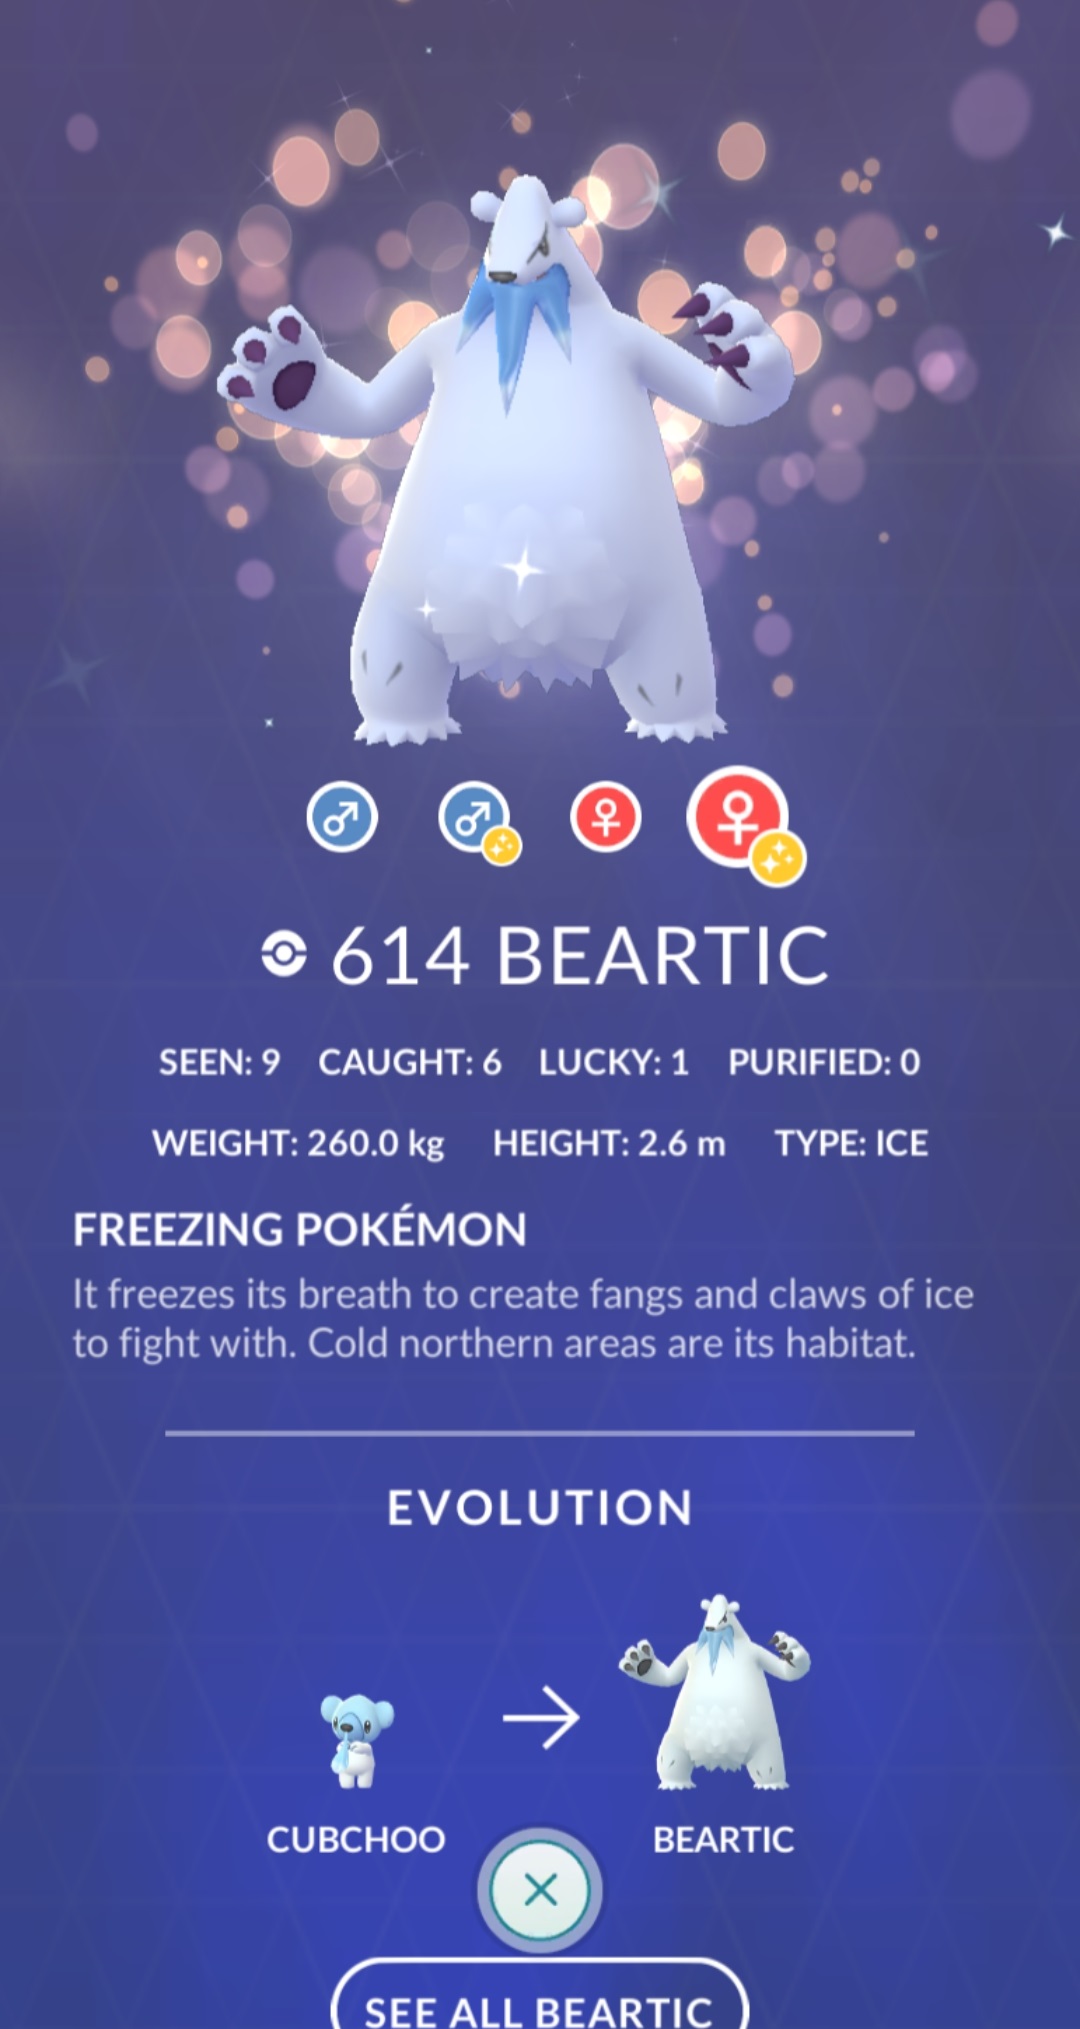 614 BEARTIC
SEEN: 9 CAUGHT: 6 LUCKY: 1 PURIFIED: 0
WEIGHT: 260.0 kg HEIGHT: 2.6 m TYPE: ICE
FREEZING POKÉMON
It freezes its breath to create fangs and claws of ice
to fight with. Cold northern areas are its habitat.
EVOLUTION
CUBCHOO BEARTIC
SEE ALL BEARTIC